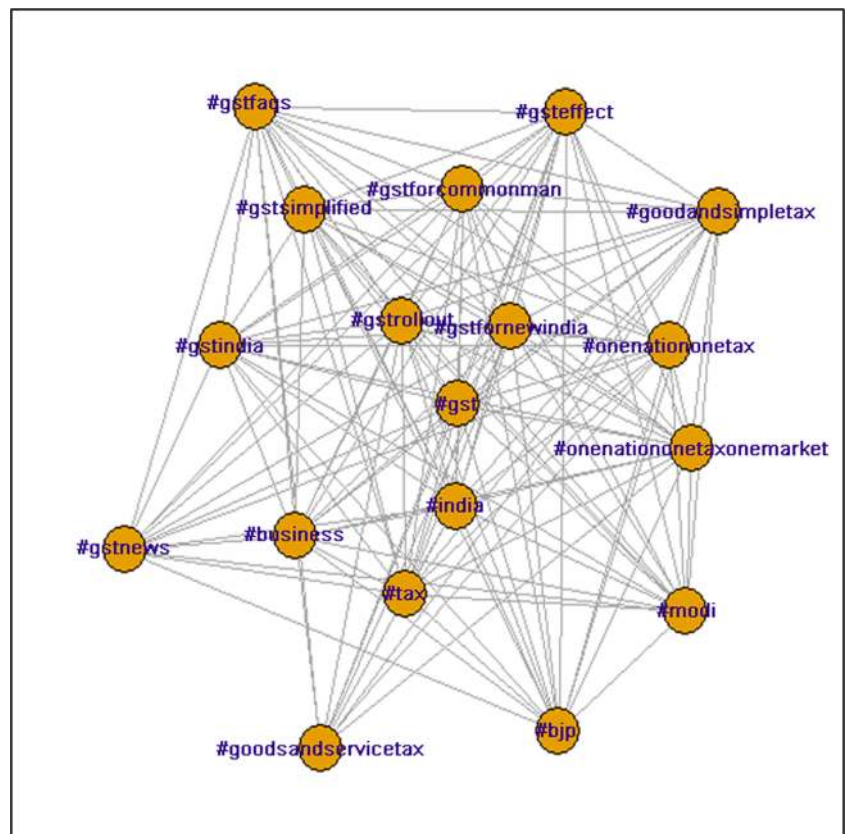 #gstfaqs
#gsteffect
#gstforcommonman
#gstsimplified
#goodandsimpletax
#gstrollout
#gstfornewindia
#gstindia
#onenationonetax
#gst
#onenationonetaxonemarket
#india
#business
#gstnews
#tax
#modi
#bjp
#goodsandservicetax